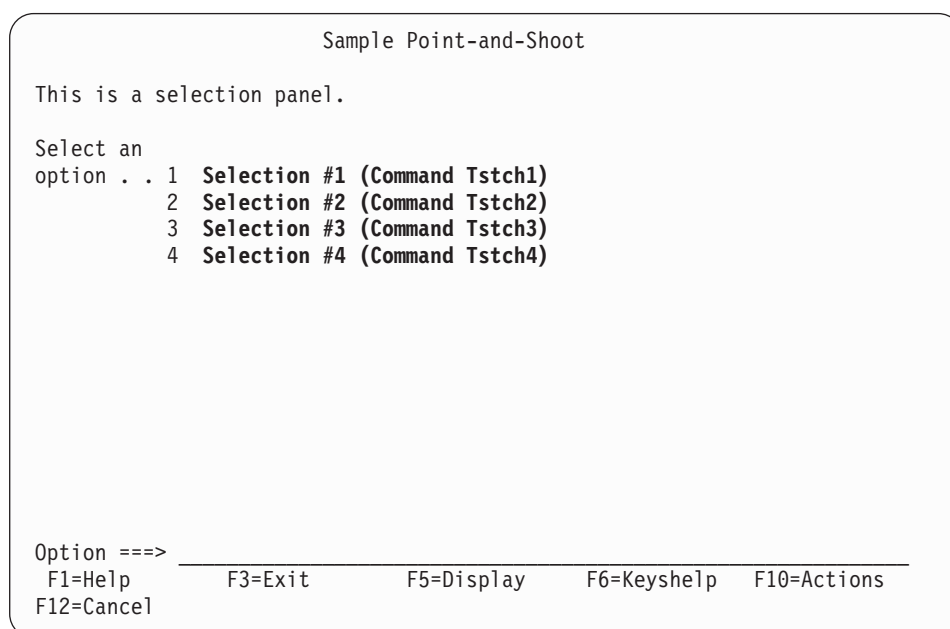 Sample Point-and-Shoot
This is a selection panel.
Select an
option . . 1 Selection #1 (Command Tstch1)
2 Selection #2 (Command Tstch2)
3 Selection #3 (Command Tstch3)
4 Selection #4 (Command Tstch4)
Option ===> ____________________________________________________________
F1=Help F3=Exit F5=Display F6=Keyshelp F10=Actions
F12=Cancel